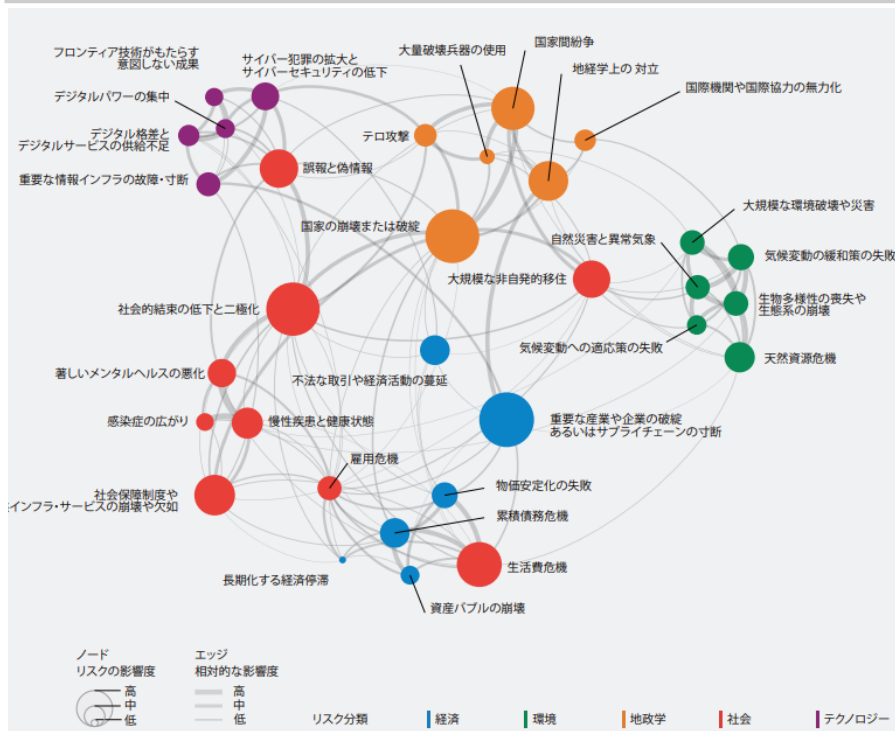 フロンティア技術がもたらす
意図しない成果
サイバー犯罪の拡大と
サイバーセキュリティの低下
大量破壊兵器の使用
国家間紛争
地経学上の 対立
国際機関や国際協力の無力化
デジタルパワーの集中
デジタル格差と
デジタルサービスの供給不足
テロ攻撃
重要な情報インフラの故障・寸断
誤報と偽情報
国家の崩壊または破綻
大規模な環境破壊や災害
自然災害と異常気象
気候変動の緩和策の失敗
大規模な非自発的移住
生物多様性の喪失や
生態系の崩壊
社会的結束の低下と二極化
気候変動への適応策の失敗
天然資源危機
著しいメンタルヘルスの悪化
不法な取引や経済活動の蔓延
感染症の広がり
慢性疾患と健康状態
重要な産業や企業の破綻
あるいはサプライチェーンの寸断
雇用危機
社会保障制度や
インフラ・サービスの崩壊や欠如
物価安定化の失敗
累積債務危機
長期化する経済停滞
生活費危機
資産バブルの崩壊
ノード
リスクの影響度
高
中
低
エッジ
相対的な影響度
高
中
低
リスク分類
経済
環境
地政学
社会
テクノロジー